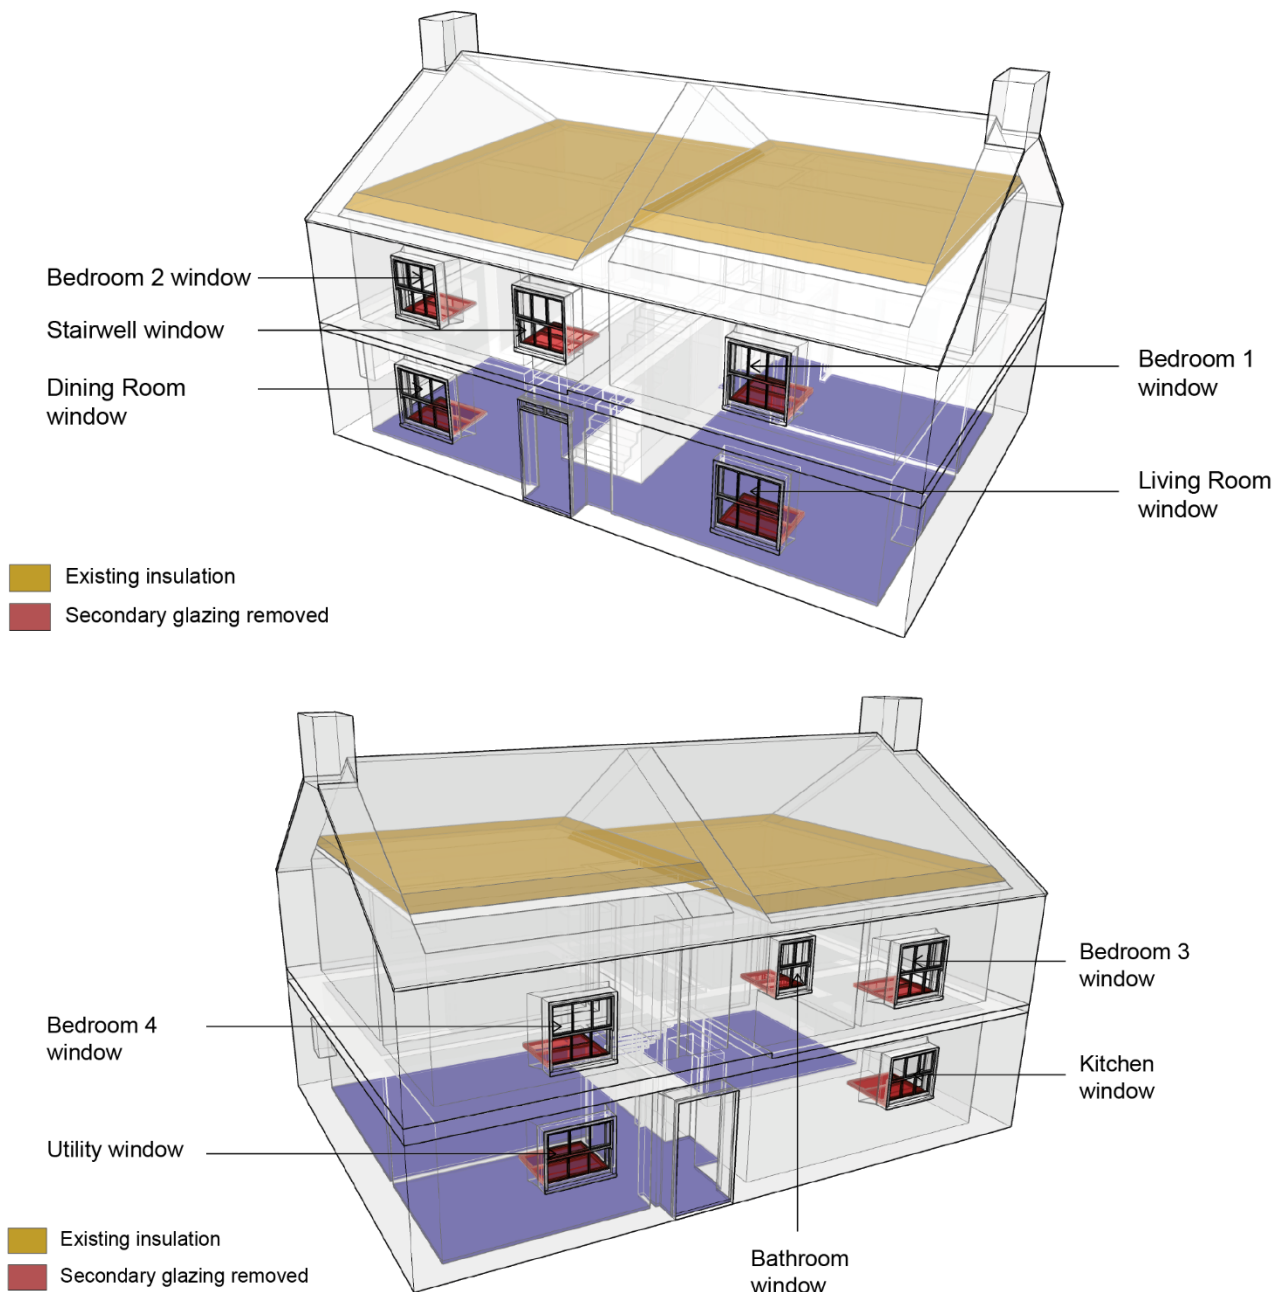 Bedroom 2 window
Stairwell window
Dining Room
window
Bedroom 1
window
Living Room
window
Existing insulation
Secondary glazing removed
Bedroom 3
window
Bedroom 4
window
Kitchen
window
Utility window
Bathroom
window
Existing insulation
Secondary glazing removed